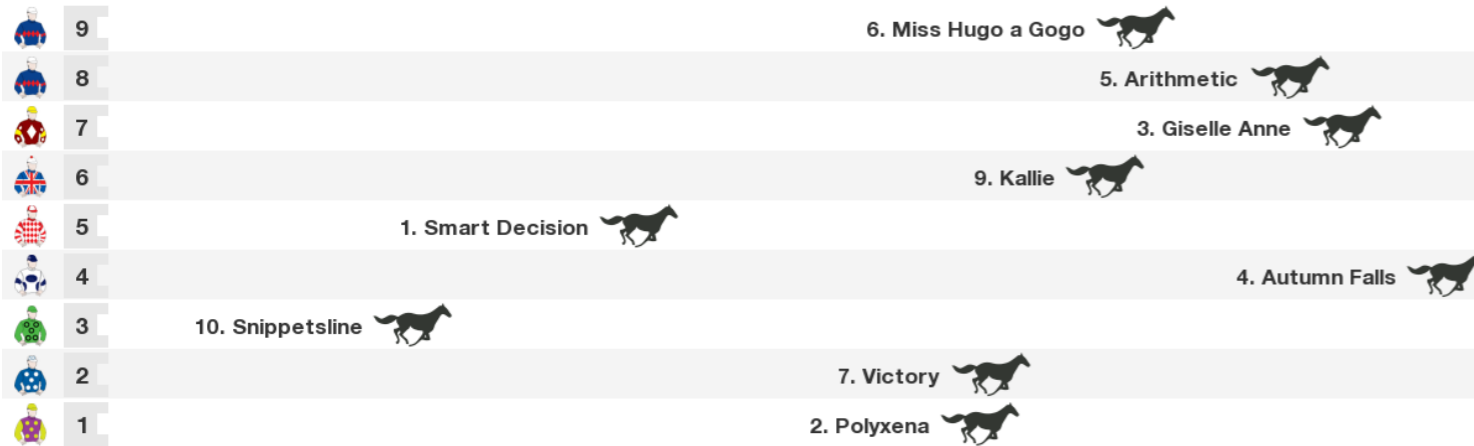 9 6. Miss Hugo a Gogo
8 5. Arithmetic
7 3. Giselle Anne
6 9. Kallie
5 1. Smart Decision
4 4. Autumn Falls
3 10. Snippetsline
2 7. Victory
1 2. Polyxena